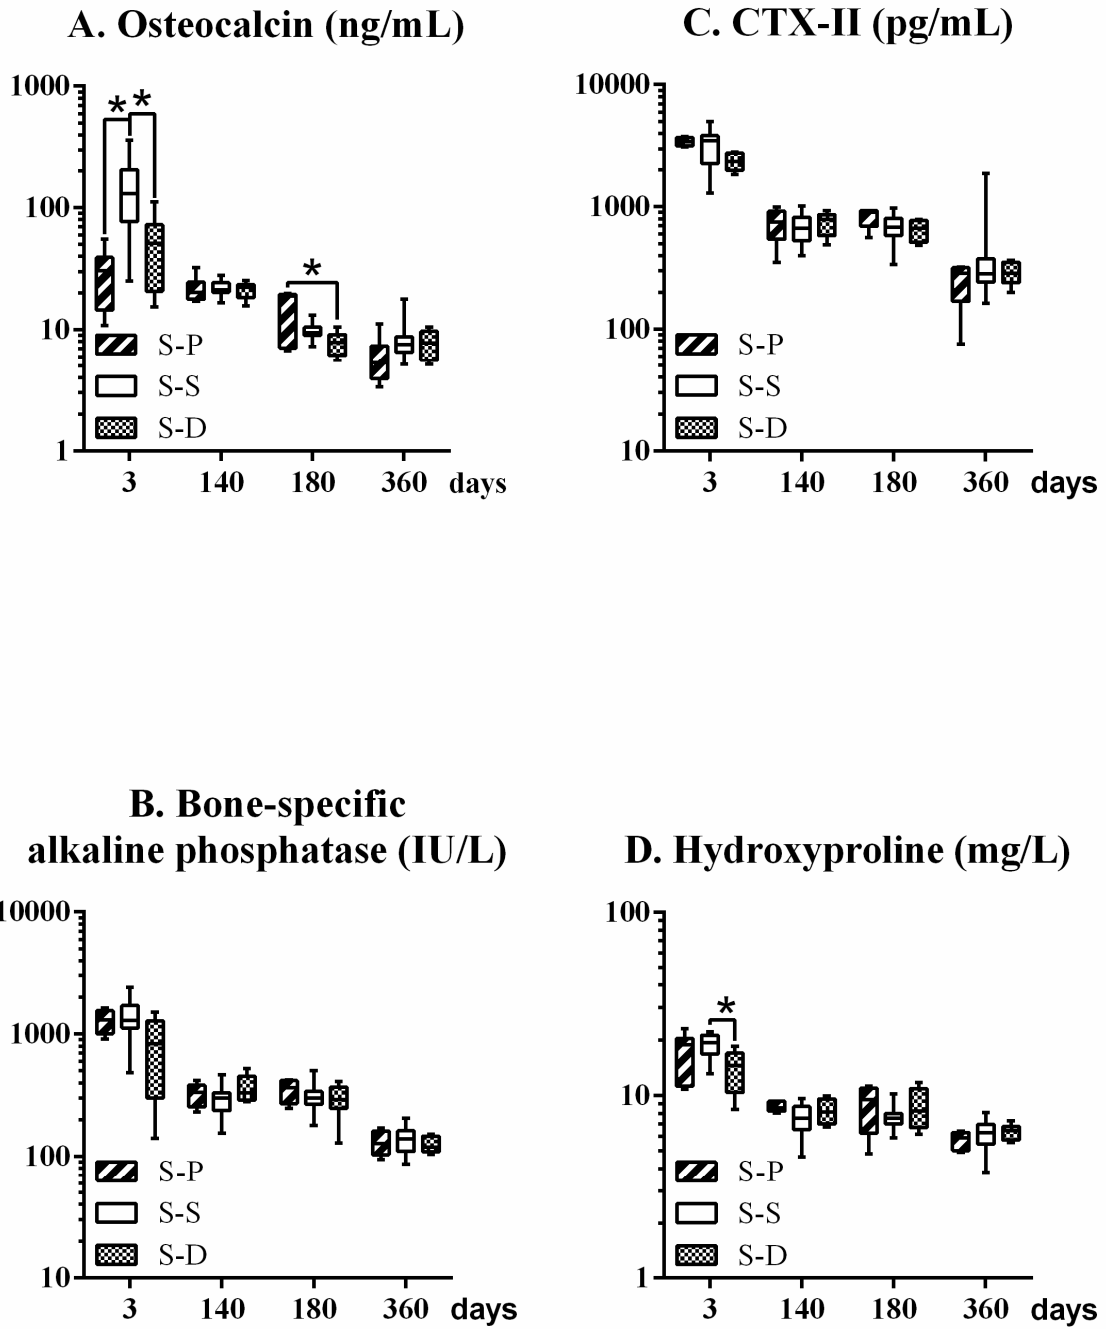 A. Osteocalcin (ng/mL)
1000
100
10
1
* *
*
S-P
S-S
S-D
3 140 180 360 days
C. CTX-II (pg/mL)
10000
1000
100
10
S-P
S-S
S-D
3 140 180 360 days
B. Bone-specific
alkaline phosphatase (IU/L)
10000
1000
100
10
S-P
S-S
S-D
3 140 180 360 days
D. Hydroxyproline (mg/L)
100
10
1
*
S-P
S-S
S-D
3 140 180 360 days